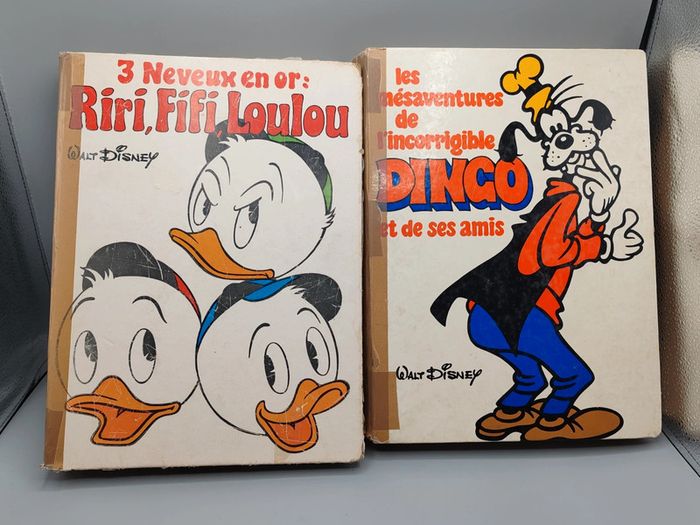 3 Neveux en or:
Riri, Fifi, Loulou
WALT DISNEY
les
mésaventures
de
l'incorrigible
DINGO
et de ses amis
WALT DISNEY